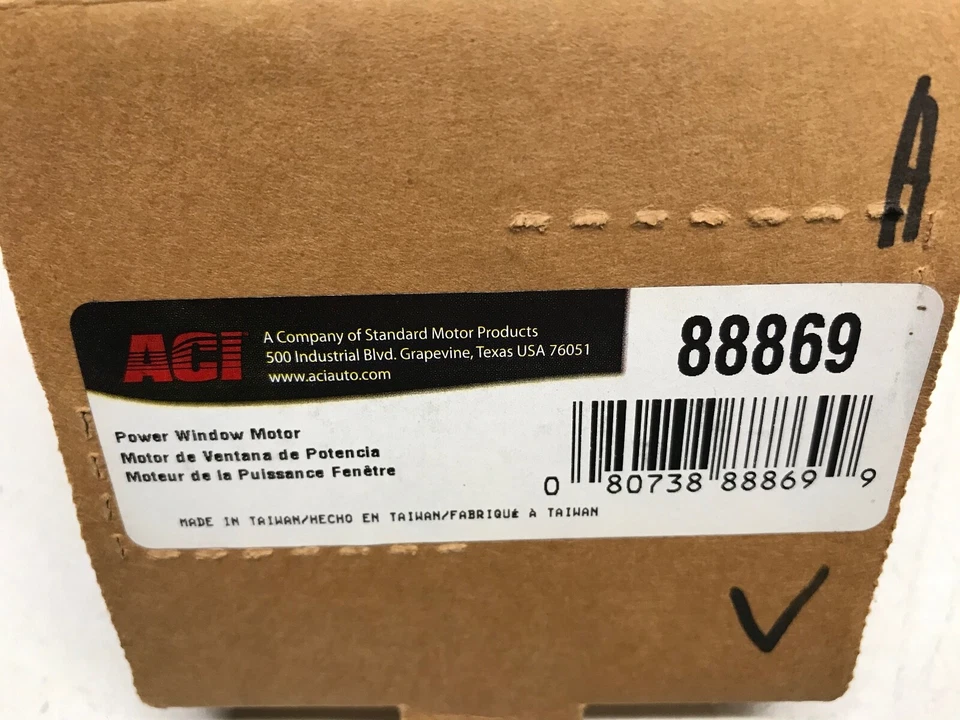 A
ACI
A Company of Standard Motor Products
500 Industrial Blvd. Grapevine, Texas USA 76051
www.aciauto.com
88869
Power Window Motor
Motor de Ventana de Potencia
Moteur de la Puissance Fenêtre
0 80738 88869 9
MADE IN TAIWAN/HECHO EN TAIWAN/FABRIQUÉ À TAIWAN